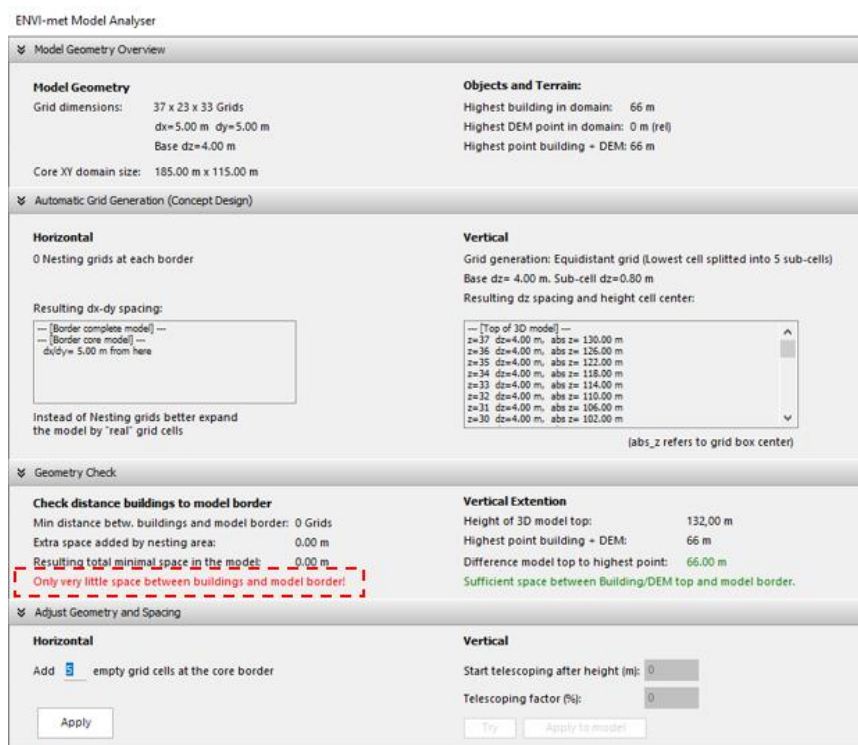 ENVI-met Model Analyser
Model Geometry Overview
Model Geometry
Grid dimensions: 37 x 23 x 33 Grids
dx=5.00 m dy=5.00 m
Base dz=4.00 m
Core XY domain size: 185.00 m x 115.00 m
Objects and Terrain:
Highest building in domain: 66 m
Highest DEM point in domain: 0 m (rel)
Highest point building + DEM: 66 m
Automatic Grid Generation (Concept Design)
Horizontal
0 Nesting grids at each border
Resulting dx-dy spacing:
--- [Border complete model] ---
--- [Border core model] ---
dx/dy= 5.00 m from here
Instead of Nesting grids better expand
the model by "real" grid cells
Vertical
Grid generation: Equidistant grid (Lowest cell splitted into 5 sub-cells)
Base dz= 4.00 m. Sub-cell dz=0.80 m
Resulting dz spacing and height cell center:
--- [Top of 3D model] ---
z=37 dz=4.00 m, abs z= 130.00 m
z=36 dz=4.00 m, abs z= 126.00 m
z=35 dz=4.00 m, abs z= 122.00 m
z=34 dz=4.00 m, abs z= 118.00 m
z=33 dz=4.00 m, abs z= 114.00 m
z=32 dz=4.00 m, abs z= 110.00 m
z=31 dz=4.00 m, abs z= 106.00 m
z=30 dz=4.00 m, abs z= 102.00 m
(abs_z refers to grid box center)
Geometry Check
Check distance buildings to model border
Min distance betw. buildings and model border: 0 Grids
Extra space added by nesting area: 0.00 m
Resulting total minimal space in the model: 0.00 m
Only very little space between buildings and model border!
Vertical Extention
Height of 3D model top: 132,00 m
Highest point building + DEM: 66 m
Difference model top to highest point: 66.00 m
Sufficient space between Building/DEM top and model border.
Adjust Geometry and Spacing
Horizontal
Add 5 empty grid cells at the core border
Apply
Vertical
Start telescoping after height (m): 0
Telescoping factor (%): 0
Try Apply to model